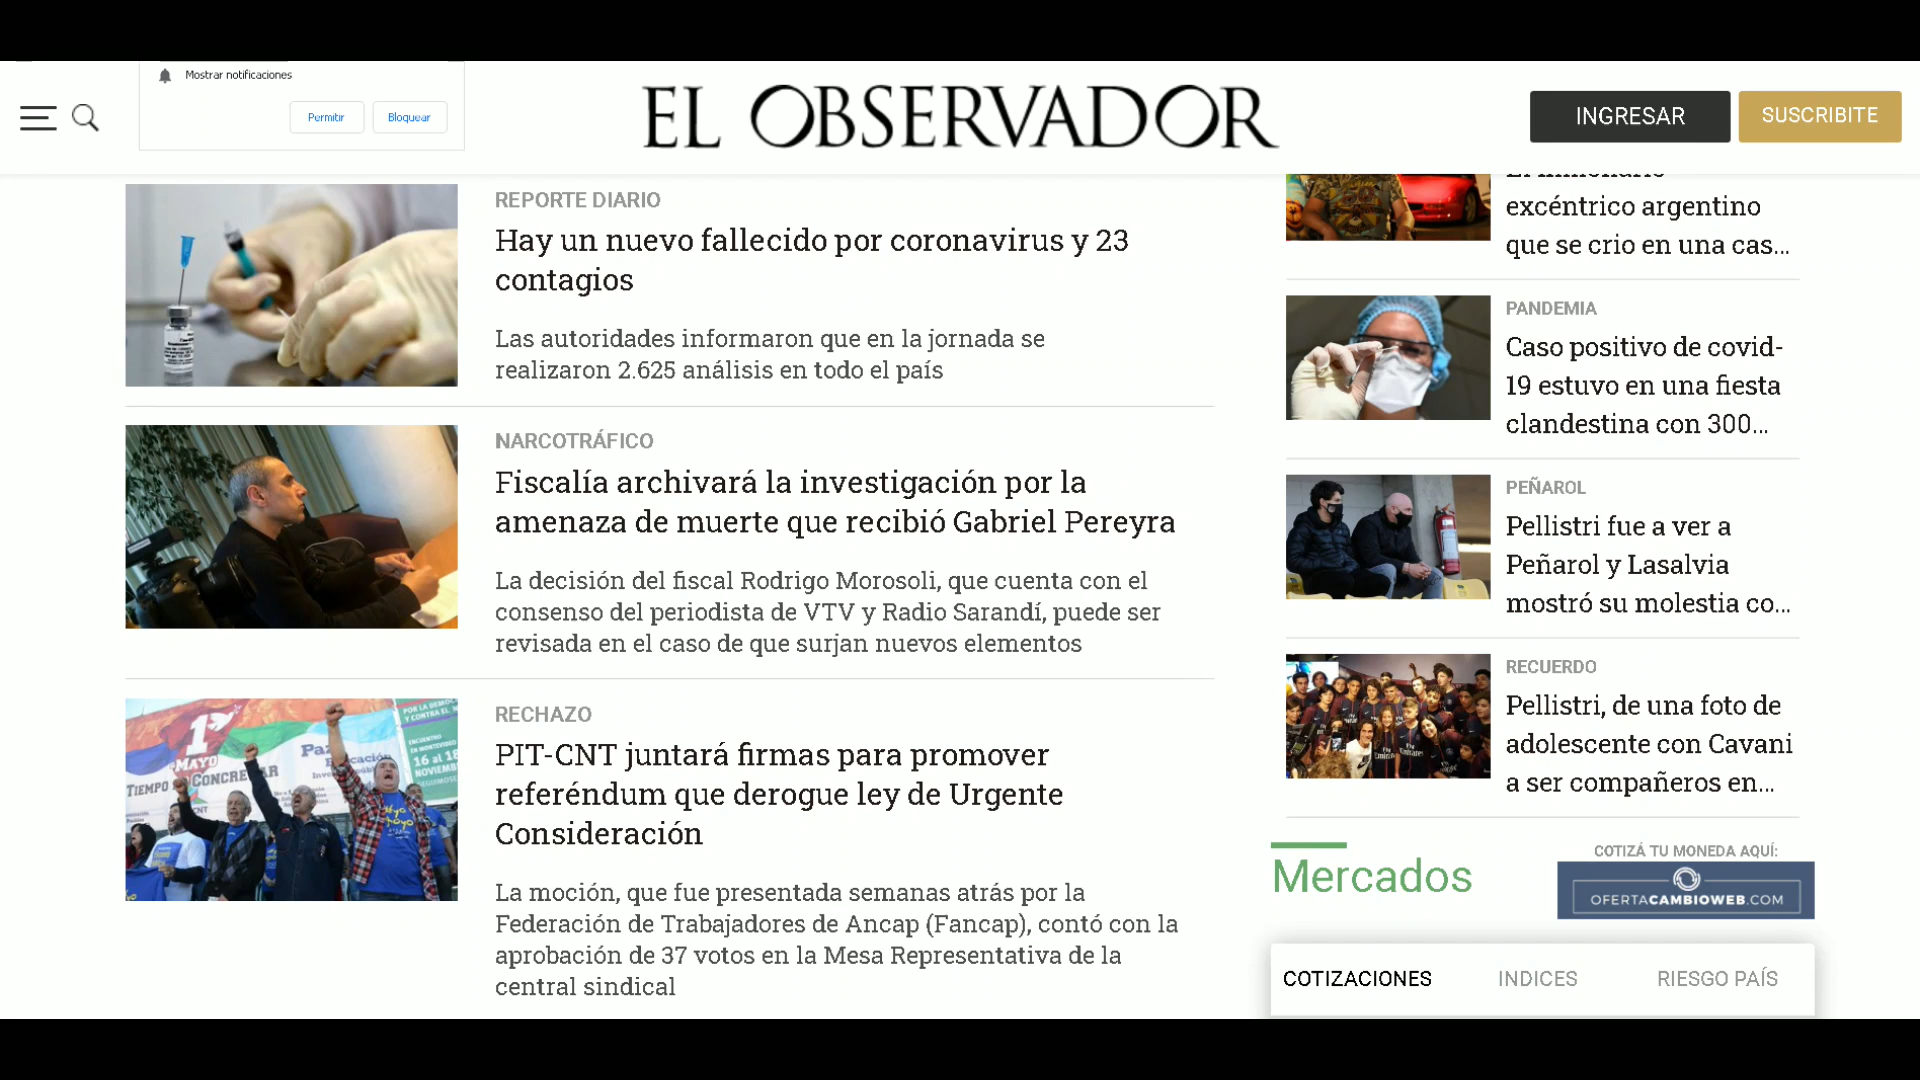 Mostrar notificaciones
Permitir
Bloquear
EL OBSERVADOR
INGRESAR
SUSCRIBITE
REPORTE DIARIO
Hay un nuevo fallecido por coronavirus y 23
contagios
Las autoridades informaron que en la jornada se
realizaron 2.625 análisis en todo el país
NARCOTRÁFICO
Fiscalía archivará la investigación por la
amenaza de muerte que recibió Gabriel Pereyra
La decisión del fiscal Rodrigo Morosoli, que cuenta con el
consenso del periodista de VTV y Radio Sarandí, puede ser
revisada en el caso de que surjan nuevos elementos
1º
MAYO
TIEMPO
CONCRETAR
16 al 18
RECHAZO
PIT-CNT juntará firmas para promover
referéndum que derogue ley de Urgente
Consideración
La moción, que fue presentada semanas atrás por la
Federación de Trabajadores de Ancap (Fancap), contó con la
aprobación de 37 votos en la Mesa Representativa de la
central sindical
excéntrico argentino
que se crio en una cas...
PANDEMIA
Caso positivo de covid-
19 estuvo en una fiesta
clandestina con 300...
PEÑAROL
Pellistri fue a ver a
Peñarol y Lasalvia
mostró su molestia co...
RECUERDO
Pellistri, de una foto de
adolescente con Cavani
a ser compañeros en...
Mercados
COTIZÁ TU MONEDA AQUÍ:
OFERTACAMBIOWEB.COM
COTIZACIONES
INDICES
RIESGO PAÍS